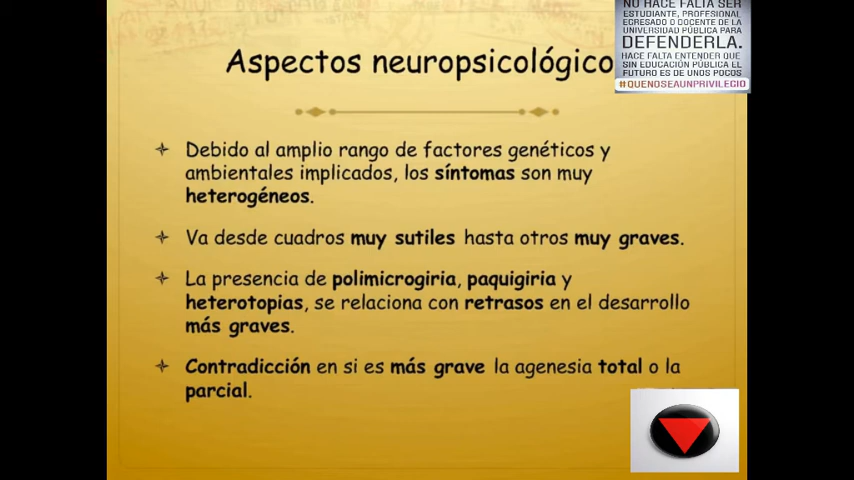 NO HACE FALTA SER
ESTUDIANTE, PROFESIONAL
EGRESADO O DOCENTE DE LA
UNIVERSIDAD PÚBLICA PARA
DEFENDERLA.
HACE FALTA ENTENDER QUE
SIN EDUCACIÓN PÚBLICA EL
FUTURO ES DE UNOS POCOS
#QUENOSEAUNPRIVILEGIO
Aspectos neuropsicológico
Debido al amplio rango de factores genéticos y
ambientales implicados, los síntomas son muy
heterogéneos.
Va desde cuadros muy sutiles hasta otros muy graves.
La presencia de polimicrogiria, paquigiria y
heterotopias, se relaciona con retrasos en el desarrollo
más graves.
Contradicción en si es más grave la agenesia total o la
parcial.